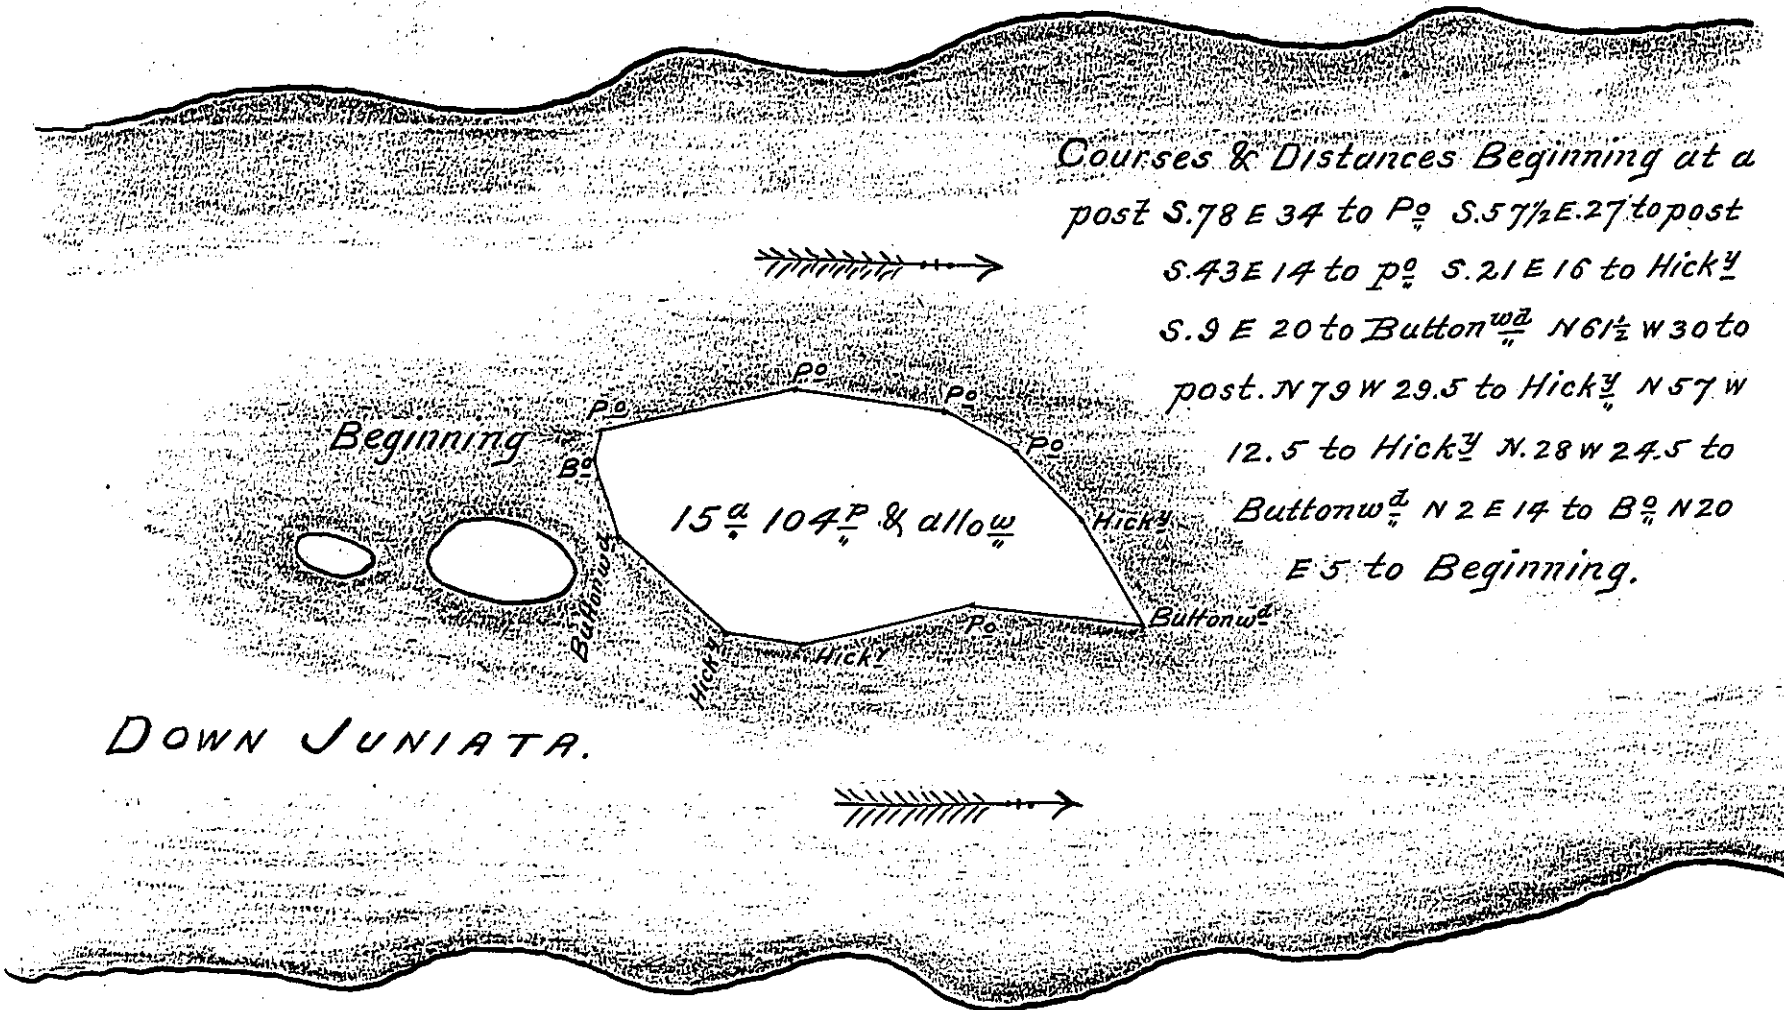 Courses & Distances Beginning at a
post S.78 E 34 to Po S.57½E.27 to post
S.43E 14 to po S.21 E 16 to Hicky
S.9 E 20 to Buttonwd N61½ W 30 to
post. N 79 W 29.5 to Hicky N 57 W
12.5 to Hicky N.28 W 24.5 to
Buttonwd N 2 E 14 to Bo N 20
E 5 to Beginning.
Po
Po
Po
Po
Beginning
Bo
15a 104p & allow
Hicky
Buttonwd
Buttonwd
Po
Hicky
Hicky
DOWN JUNIATA.